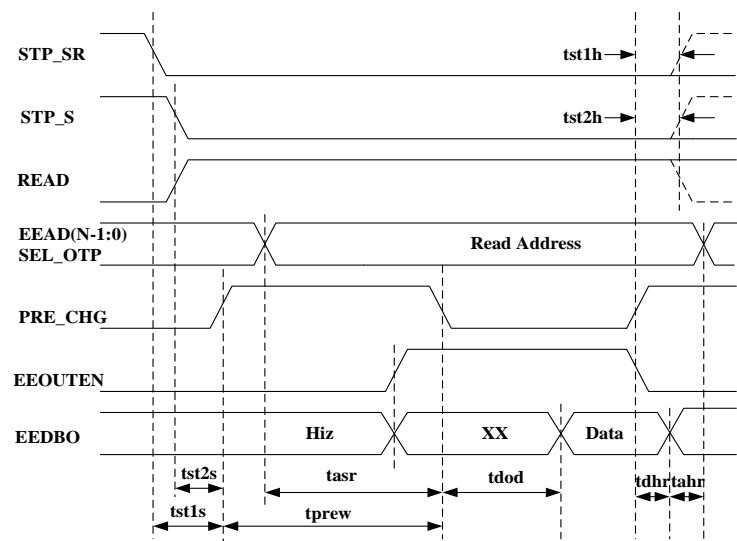 STP_SR
tst1h
STP_S
tst2h
READ
EEAD(N-1:0)
SEL_OTP
Read Address
PRE_CHG
EEOUTEN
EEDBO
Hiz
XX
Data
tst2s
tasr
tdod
tdhr
tahr
tst1s
tprew